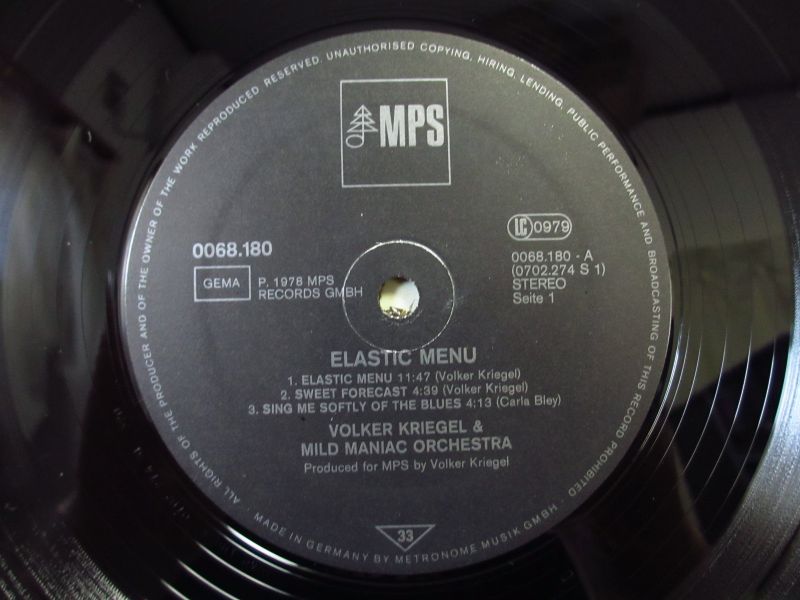 ALL RIGHTS OF THE PRODUCER AND OF THE OWNER OF THE WORK REPRODUCED RESERVED. UNAUTHORISED COPYING, HIRING, LENDING, PUBLIC PERFORMANCE AND BROADCASTING OF THIS RECORD PROHIBITED
MPS
0068.180
GEMA
P. 1978 MPS
RECORDS GMBH
LC 0979
0068.180 - A
(0702.274 S 1)
STEREO
Seite 1
ELASTIC MENU
1. ELASTIC MENU 11:47 (Volker Kriegel)
2. SWEET FORECAST 4:39 (Volker Kriegel)
3. SING ME SOFTLY OF THE BLUES 4:13 (Carla Bley)
VOLKER KRIEGEL &
MILD MANIAC ORCHESTRA
Produced for MPS by Volker Kriegel
33
MADE IN GERMANY BY METRONOME MUSIK GMBH